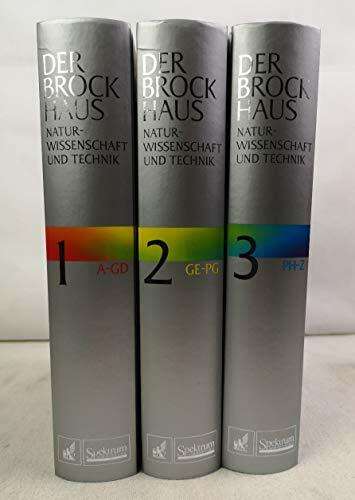 DER
BROCK
HAUS
NATUR-
WISSENSCHAFT
UND TECHNIK
1
A-GD
Spektrum
DER
BROCK
HAUS
NATUR-
WISSENSCHAFT
UND TECHNIK
2
GE-PG
Spektrum
DER
BROCK
HAUS
NATUR-
WISSENSCHAFT
UND TECHNIK
3
PH-Z
Spektrum